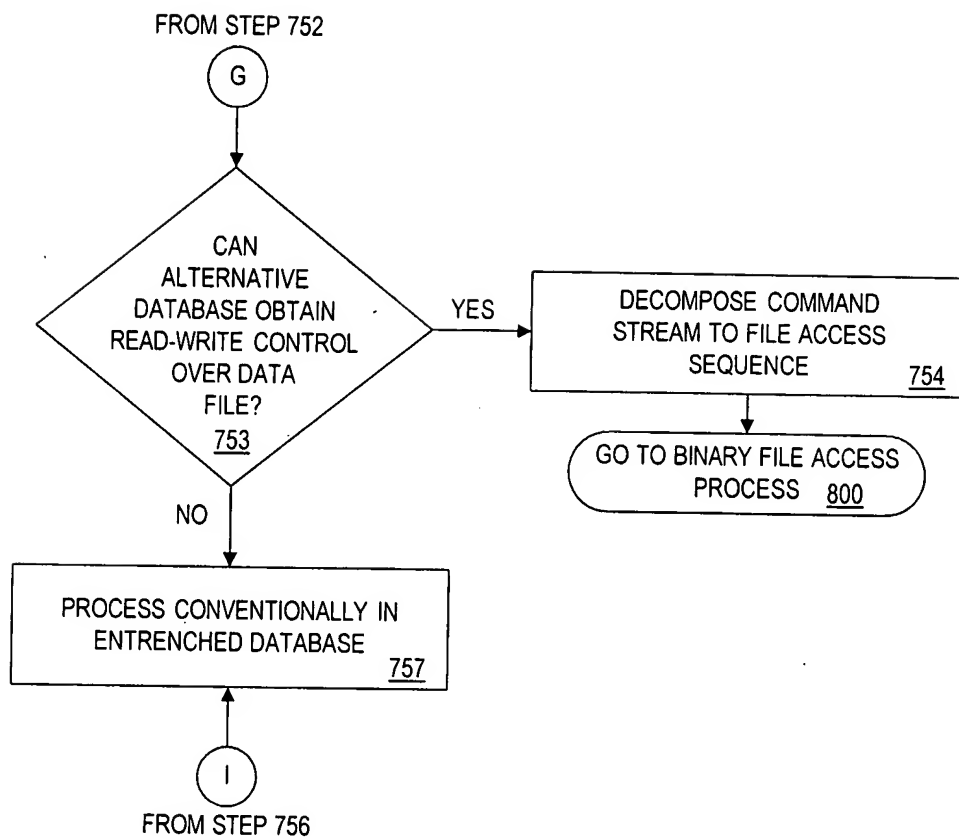 FROM STEP 752
G
CAN
ALTERNATIVE
DATABASE OBTAIN
READ-WRITE CONTROL
OVER DATA
FILE?
753
YES
DECOMPOSE COMMAND
STREAM TO FILE ACCESS
SEQUENCE
754
GO TO BINARY FILE ACCESS
PROCESS 800
NO
PROCESS CONVENTIONALLY IN
ENTRENCHED DATABASE
757
I
FROM STEP 756